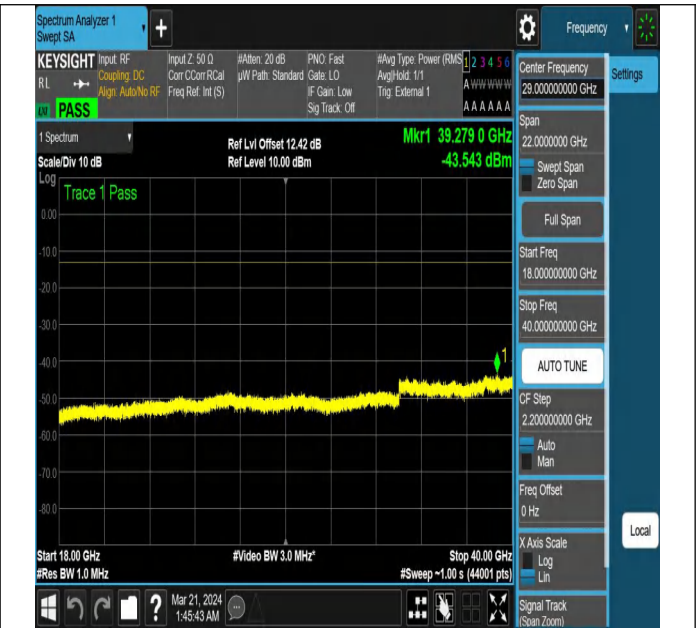 Spectrum Analyzer 1
Swept SA
+
Frequency
KEYSIGHT
RL
PASS
Input: RF
Coupling: DC
Align: Auto/No RF
Input Z: 50 Ω
Corr CCorr RCal
Freq Ref: Int (S)
#Atten: 20 dB
µW Path: Standard
PNO: Fast
Gate: LO
IF Gain: Low
Sig Track: Off
#Avg Type: Power (RMS
Avg|Hold: 1/1
Trig: External 1
1 2 3 4 5 6
A W W W W W
A A A A A A
Center Frequency
29.000000000 GHz
Settings
1 Spectrum
Ref Lvl Offset 12.42 dB
Mkr1 39.279 0 GHz
Scale/Div 10 dB
Ref Level 10.00 dBm
-43.543 dBm
Log
Trace 1 Pass
0.00
-10.0
-20.0
-30.0
-40.0
-50.0
-60.0
-70.0
-80.0
1
Span
22.0000000 GHz
Swept Span
Zero Span
Full Span
Start Freq
18.000000000 GHz
Stop Freq
40.000000000 GHz
AUTO TUNE
CF Step
2.200000000 GHz
Auto
Man
Freq Offset
0 Hz
X Axis Scale
Log
Lin
Local
Signal Track
(Span Zoom)
Start 18.00 GHz
#Video BW 3.0 MHz*
Stop 40.00 GHz
#Res BW 1.0 MHz
#Sweep ~1.00 s (44001 pts)
?
Mar 21, 2024
1:45:43 AM